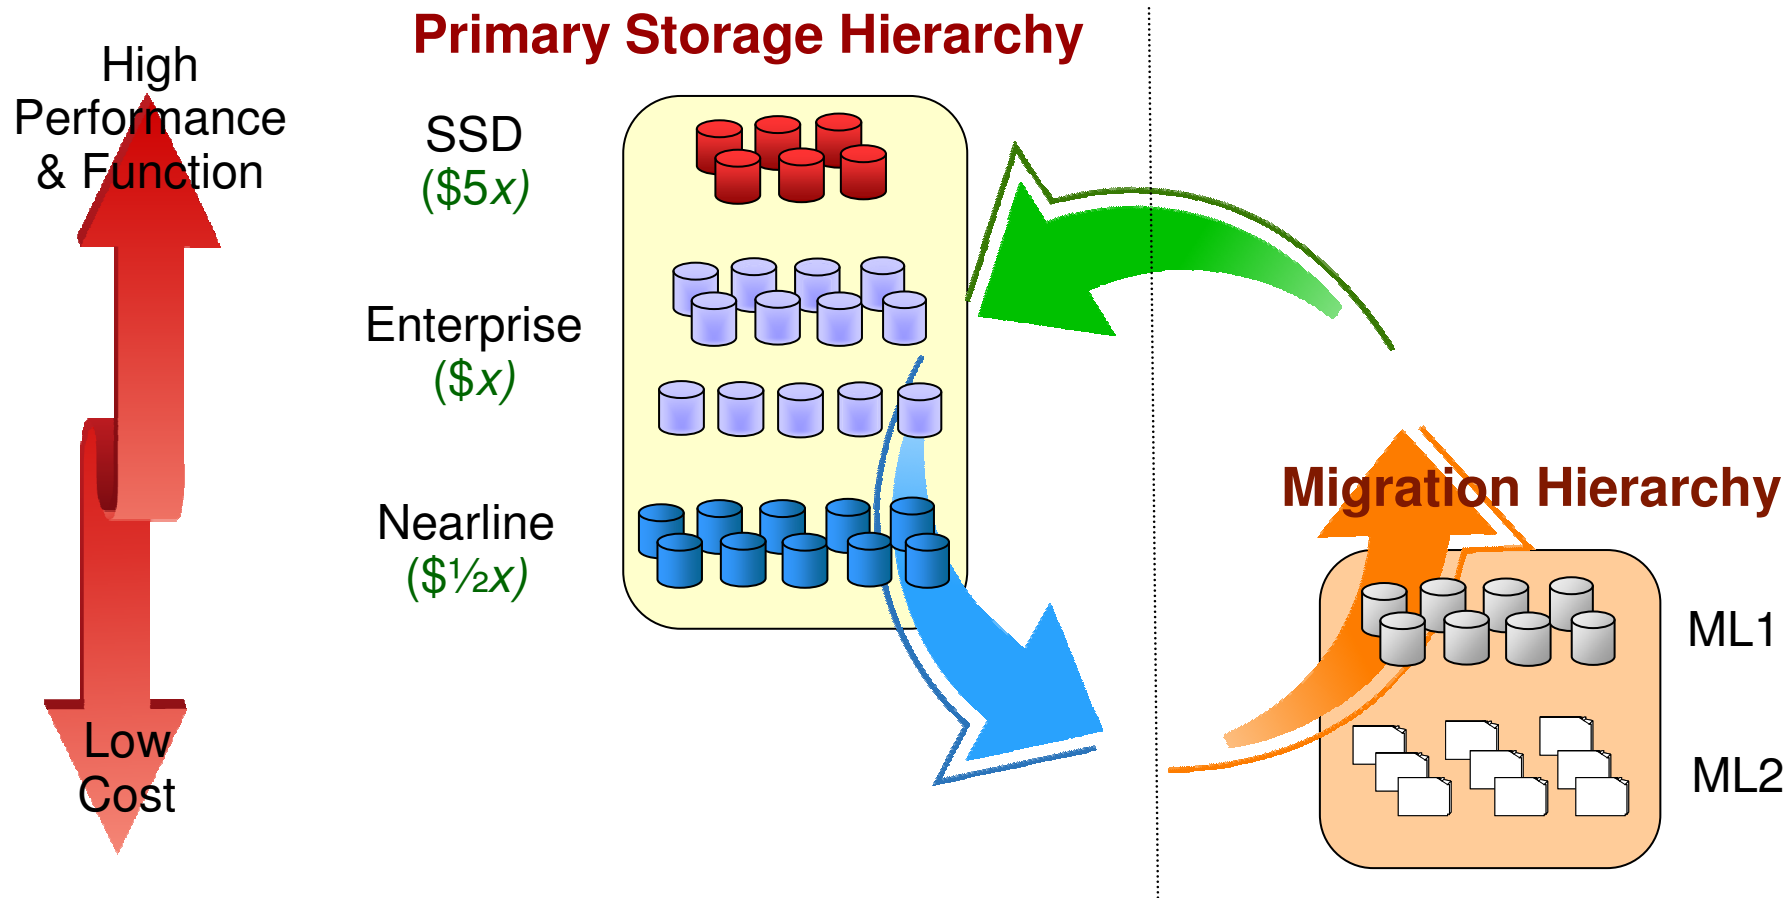 Primary Storage Hierarchy
High
Performance
& Function
SSD
($5x)
Enterprise
($x)
Nearline
($½x)
Low
Cost
Migration Hierarchy
ML1
ML2